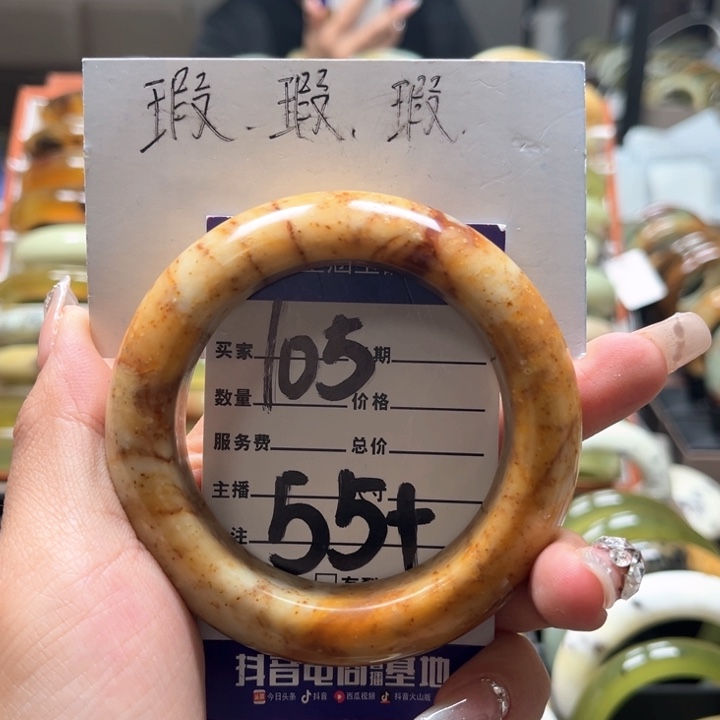 瑕.瑕.瑕.
买家 105 期
数量 价格
服务费 总价
主播 寸
注 55+
抖音电商直播基地
今日头条 抖音 西瓜视频 抖音火山版